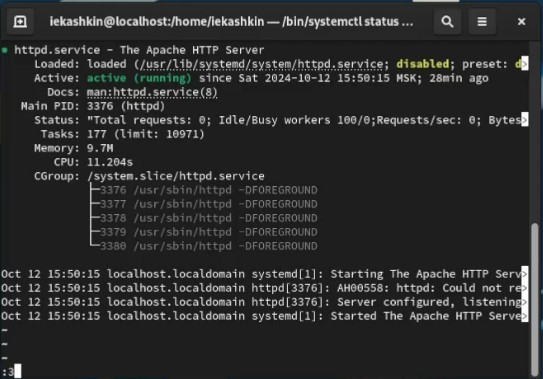 iekashkin@localhost:/home/iekashkin — /bin/systemctl status ...
● httpd.service - The Apache HTTP Server
Loaded: loaded (/usr/lib/systemd/system/httpd.service; disabled; preset: d>
Active: active (running) since Sat 2024-10-12 15:50:15 MSK; 28min ago
Docs: man:httpd.service(8)
Main PID: 3376 (httpd)
Status: "Total requests: 0; Idle/Busy workers 100/0;Requests/sec: 0; Bytes>
Tasks: 177 (limit: 10971)
Memory: 9.7M
CPU: 11.204s
CGroup: /system.slice/httpd.service
├─3376 /usr/sbin/httpd -DFOREGROUND
├─3377 /usr/sbin/httpd -DFOREGROUND
├─3378 /usr/sbin/httpd -DFOREGROUND
├─3379 /usr/sbin/httpd -DFOREGROUND
└─3380 /usr/sbin/httpd -DFOREGROUND
Oct 12 15:50:15 localhost.localdomain systemd[1]: Starting The Apache HTTP Serv>
Oct 12 15:50:15 localhost.localdomain httpd[3376]: AH00558: httpd: Could not re>
Oct 12 15:50:15 localhost.localdomain httpd[3376]: Server configured, listening>
Oct 12 15:50:15 localhost.localdomain systemd[1]: Started The Apache HTTP Serve>
~
~
~
:3